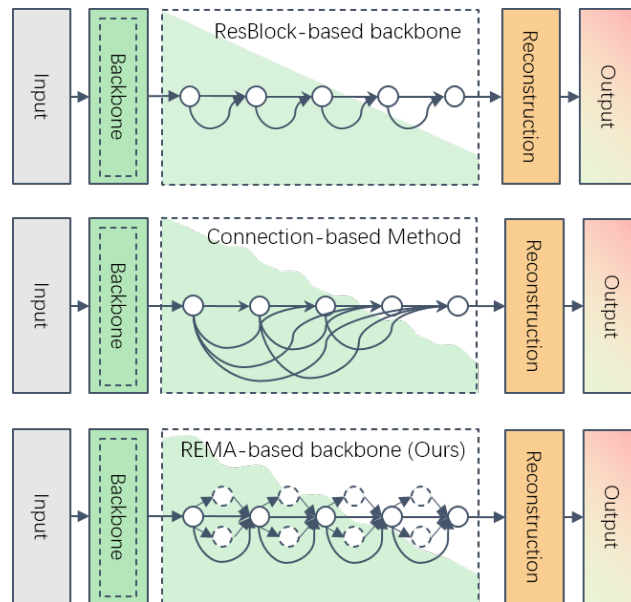 Input
Backbone
ResBlock-based backbone
Reconstruction
Output
Input
Backbone
Connection-based Method
Reconstruction
Output
Input
Backbone
REMA-based backbone (Ours)
Reconstruction
Output